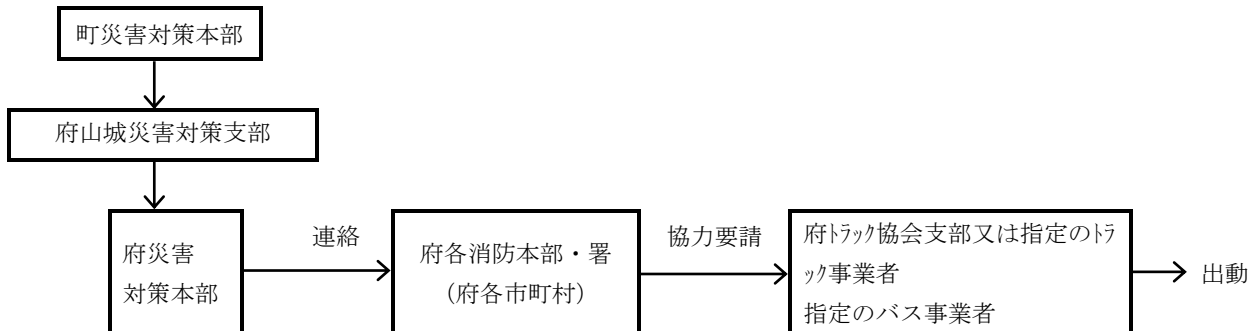 町災害対策本部
府山城災害対策支部
府災害
対策本部
連絡
府各消防本部・署
(府各市町村)
協力要請
府ﾄﾗｯｸ協会支部又は指定のﾄﾗ
ｯｸ事業者
指定のバス事業者
出動